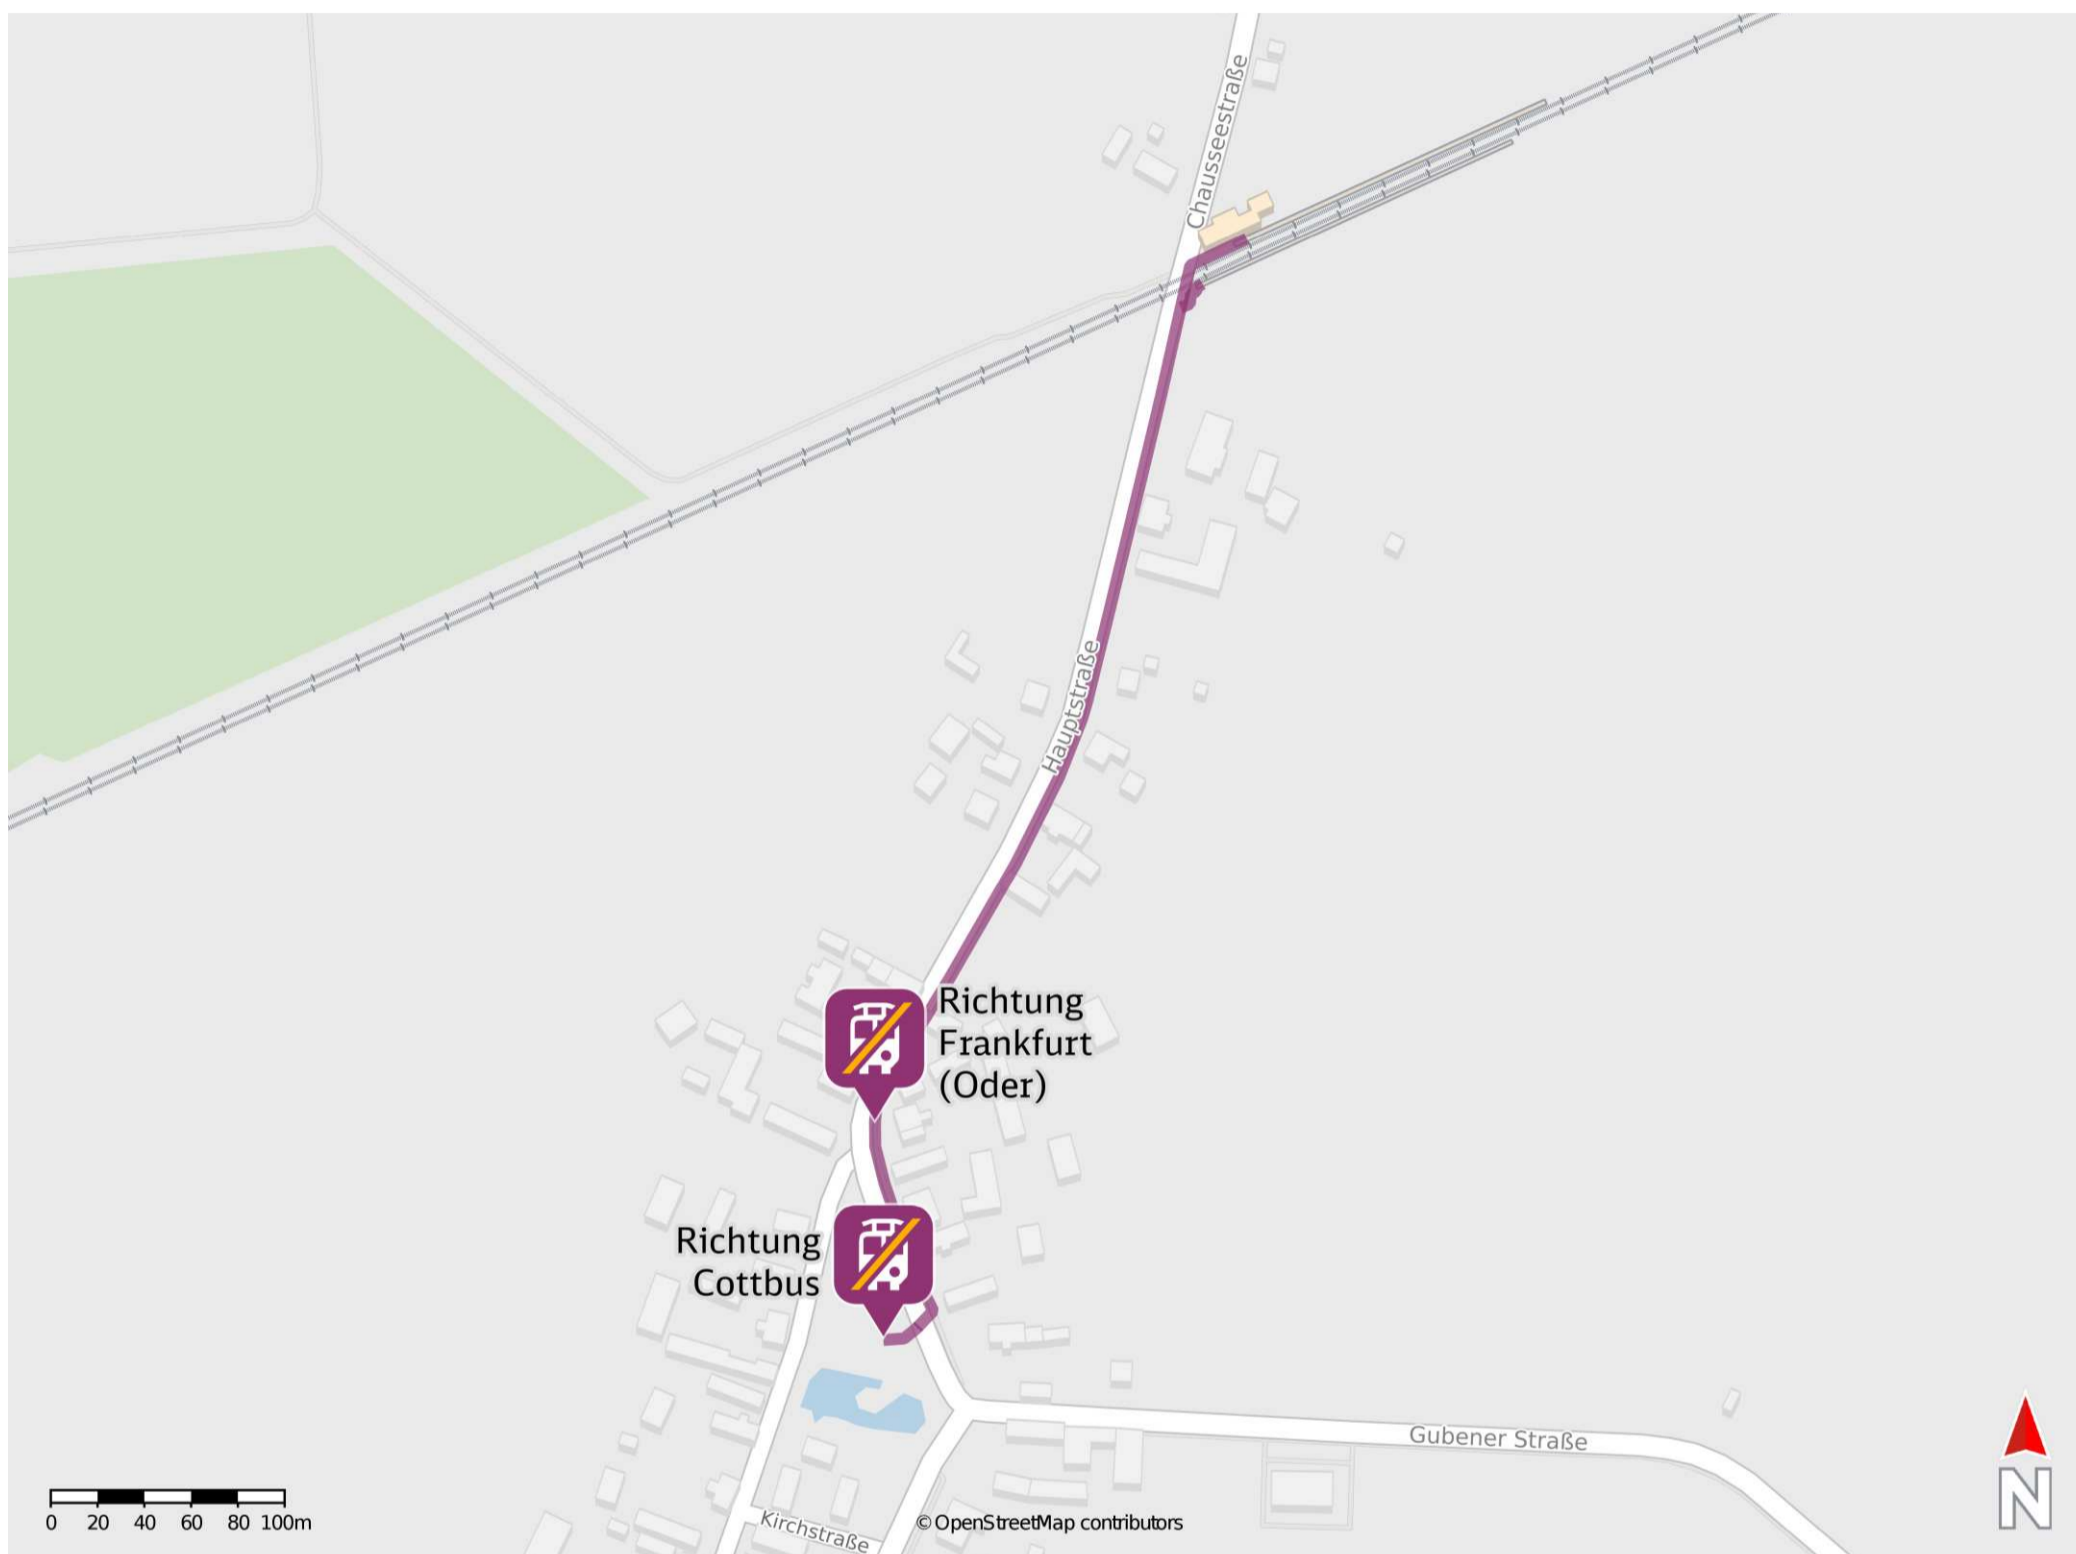 Chausseestraße
Hauptstraße
Richtung
Frankfurt
(Oder)
Richtung
Cottbus
Gubener Straße
N
0 20 40 60 80 100m
© OpenStreetMap contributors
Kirchstraße